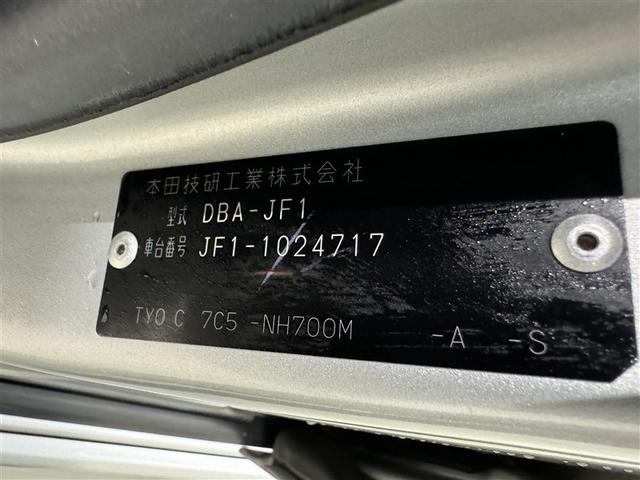 本田技研工業株式会社
型式 DBA-JF1
車台番号 JF1-1024717
TYO C 7C5 -NH700M -A -S